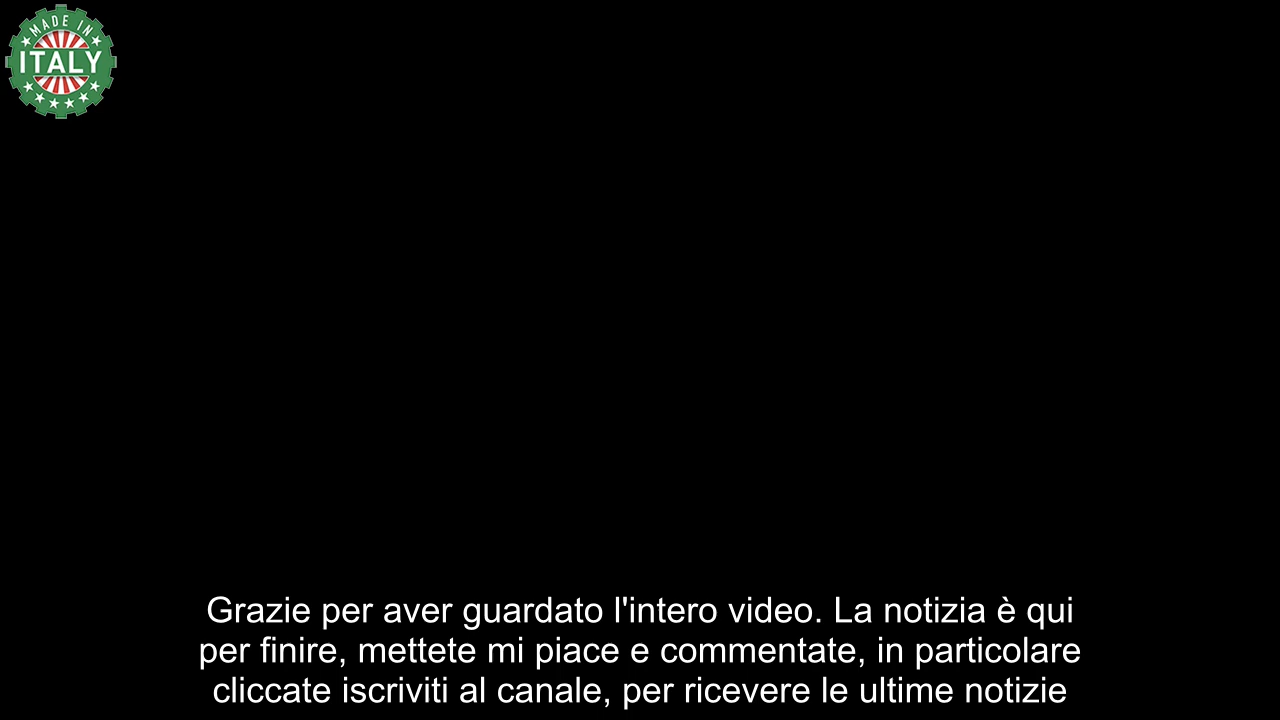 MADE IN
ITALY
Grazie per aver guardato l'intero video. La notizia è qui
per finire, mettete mi piace e commentate, in particolare
cliccate iscriviti al canale, per ricevere le ultime notizie